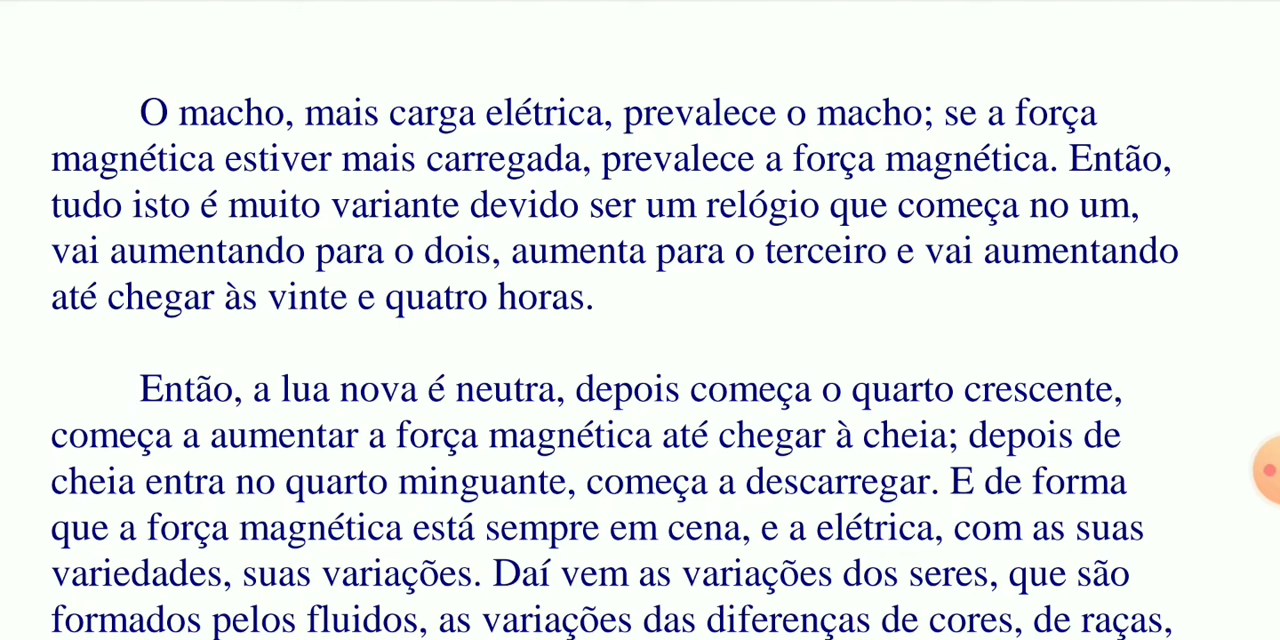 O macho, mais carga elétrica, prevalece o macho; se a força
magnética estiver mais carregada, prevalece a força magnética. Então,
tudo isto é muito variante devido ser um relógio que começa no um,
vai aumentando para o dois, aumenta para o terceiro e vai aumentando
até chegar às vinte e quatro horas.
Então, a lua nova é neutra, depois começa o quarto crescente,
começa a aumentar a força magnética até chegar à cheia; depois de
cheia entra no quarto minguante, começa a descarregar. E de forma
que a força magnética está sempre em cena, e a elétrica, com as suas
variedades, suas variações. Daí vem as variações dos seres, que são
formados pelos fluidos, as variações das diferenças de cores, de raças,